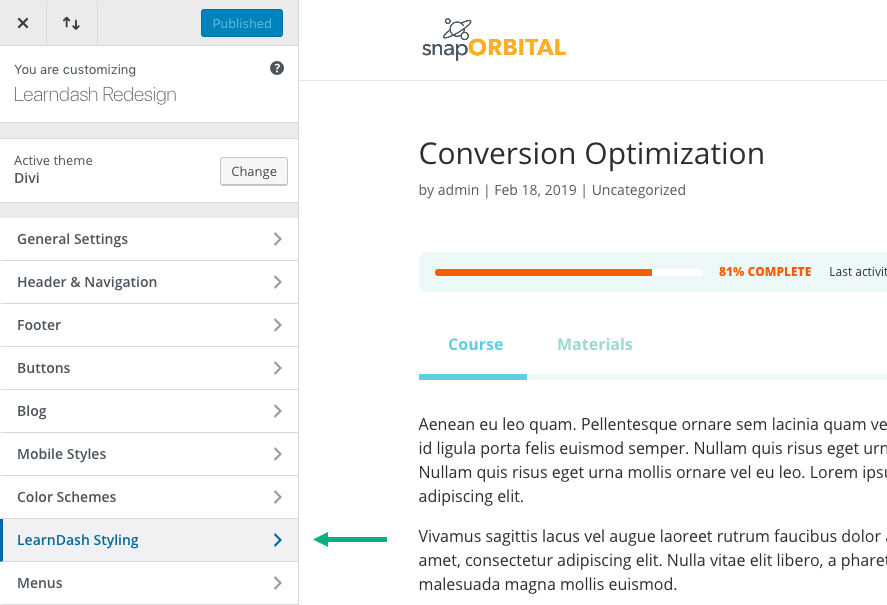 Published
You are customizing
Learndash Redesign
Active theme
Divi
Change
General Settings
Header & Navigation
Footer
Buttons
Blog
Mobile Styles
Color Schemes
LearnDash Styling
Menus
snapORBITAL
Conversion Optimization
by admin | Feb 18, 2019 | Uncategorized
81% COMPLETE Last activit
Course Materials
Aenean eu leo quam. Pellentesque ornare sem lacinia quam ve
id ligula porta felis euismod semper. Nullam quis risus eget urn
Nullam quis risus eget urna mollis ornare vel eu leo. Lorem ipsu
adipiscing elit.
Vivamus sagittis lacus vel augue laoreet rutrum faucibus dolor a
amet, consectetur adipiscing elit. Nulla vitae elit libero, a pharet
malesuada magna mollis euismod.